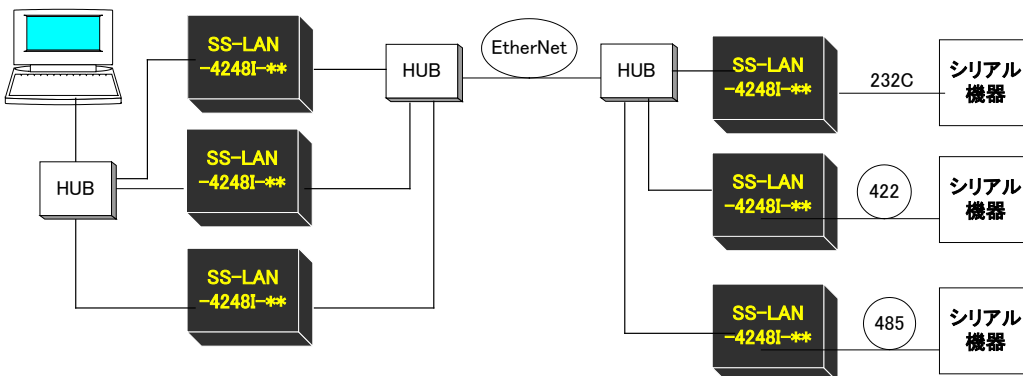 SS-LAN
-4248I-**
HUB
EtherNet
HUB
SS-LAN
-4248I-**
232C
シリアル
機器
SS-LAN
-4248I-**
HUB
SS-LAN
-4248I-**
422
シリアル
機器
SS-LAN
-4248I-**
SS-LAN
-4248I-**
485
シリアル
機器